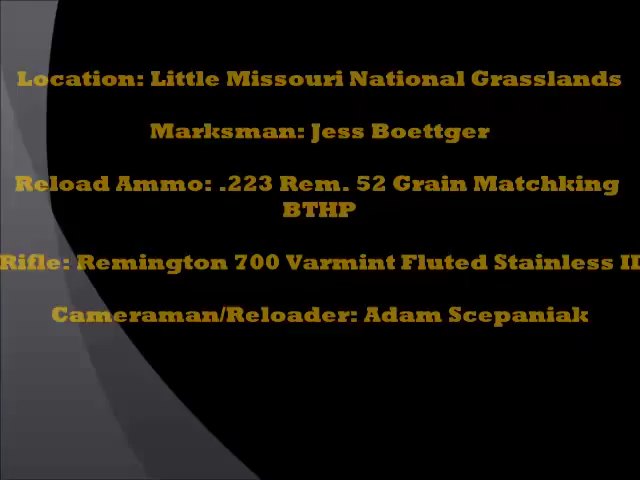 Location: Little Missouri National Grasslands
Marksman: Jess Boettger
Reload Ammo: .223 Rem. 52 Grain Matchking
BTHP
Rifle: Remington 700 Varmint Fluted Stainless II
Cameraman/Reloader: Adam Scepaniak